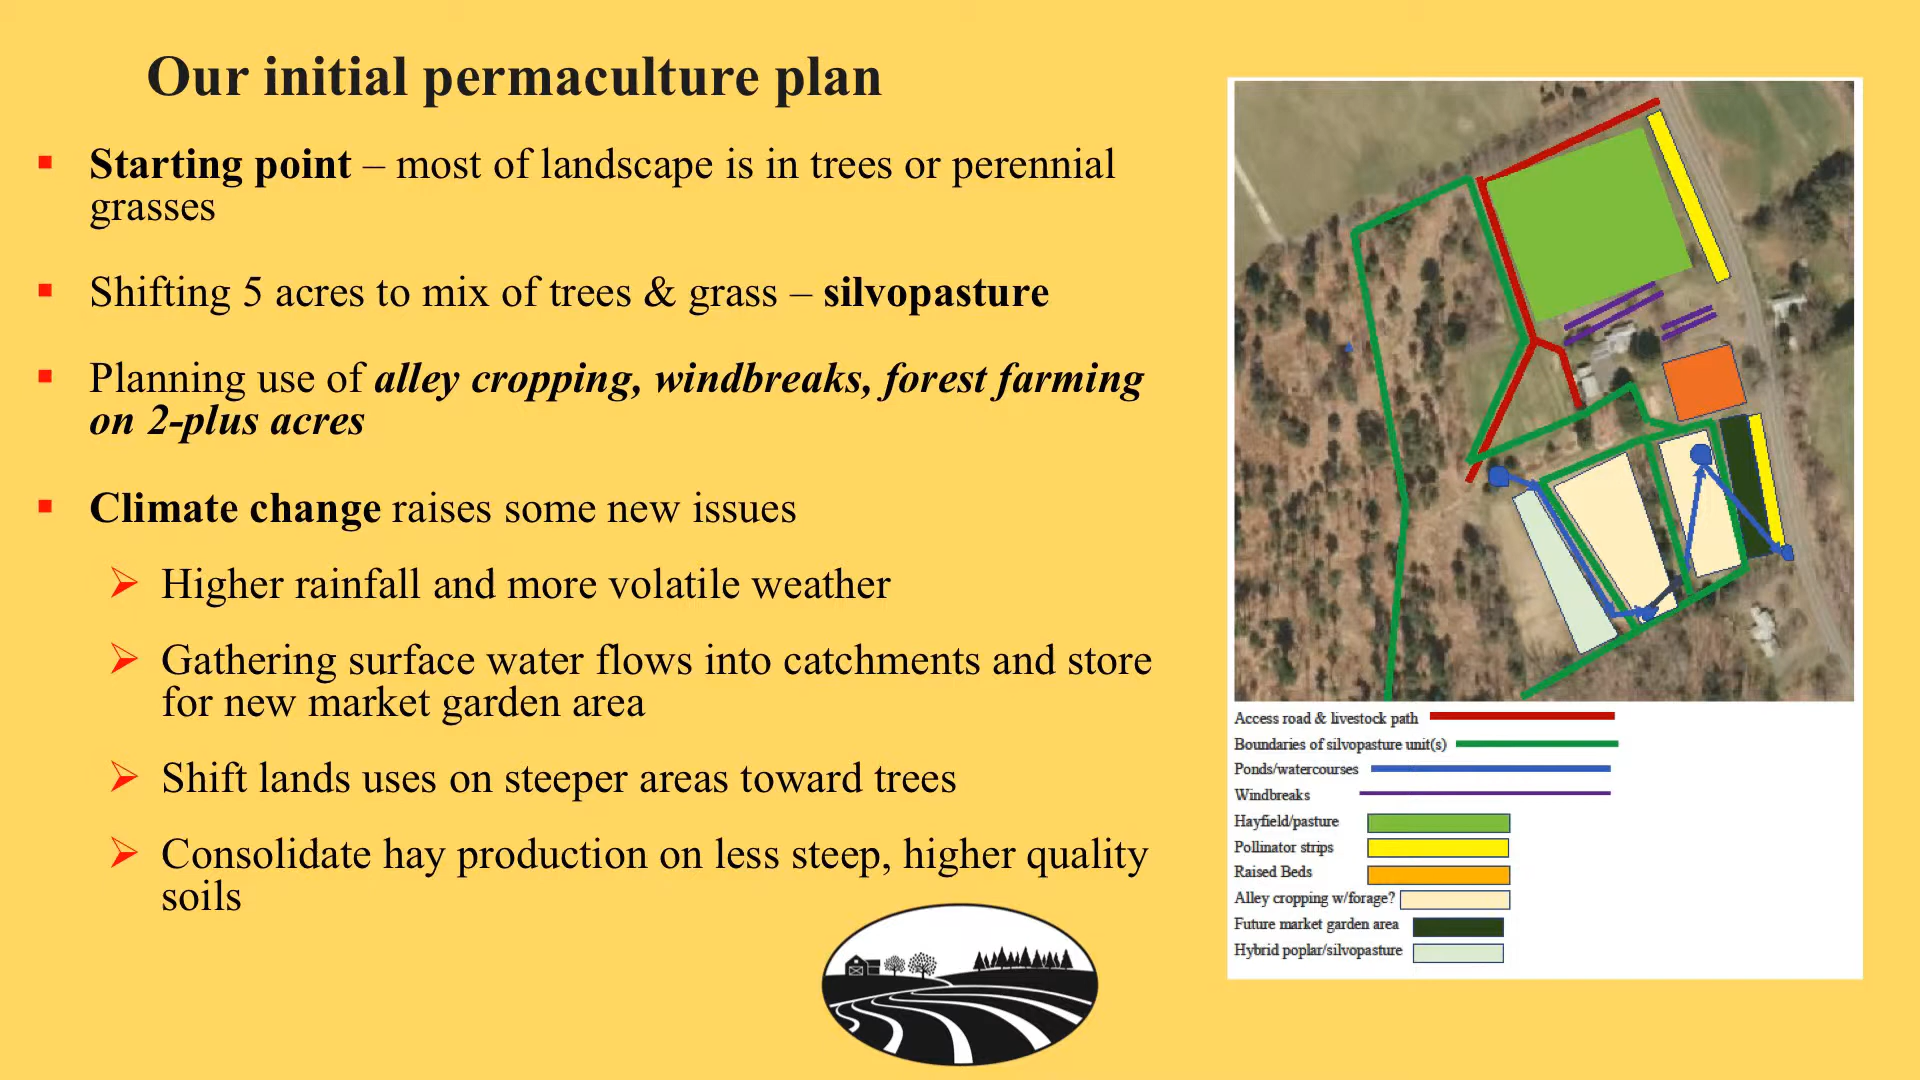 Our initial permaculture plan
Starting point – most of landscape is in trees or perennial
grasses
Shifting 5 acres to mix of trees & grass – silvopasture
Planning use of alley cropping, windbreaks, forest farming
on 2-plus acres
Climate change raises some new issues
Higher rainfall and more volatile weather
Gathering surface water flows into catchments and store
for new market garden area
Shift lands uses on steeper areas toward trees
Consolidate hay production on less steep, higher quality
soils
Access road & livestock path
Boundaries of silvopasture unit(s)
Ponds/watercourses
Windbreaks
Hayfield/pasture
Pollinator strips
Raised Beds
Alley cropping w/forage?
Future market garden area
Hybrid poplar/silvopasture